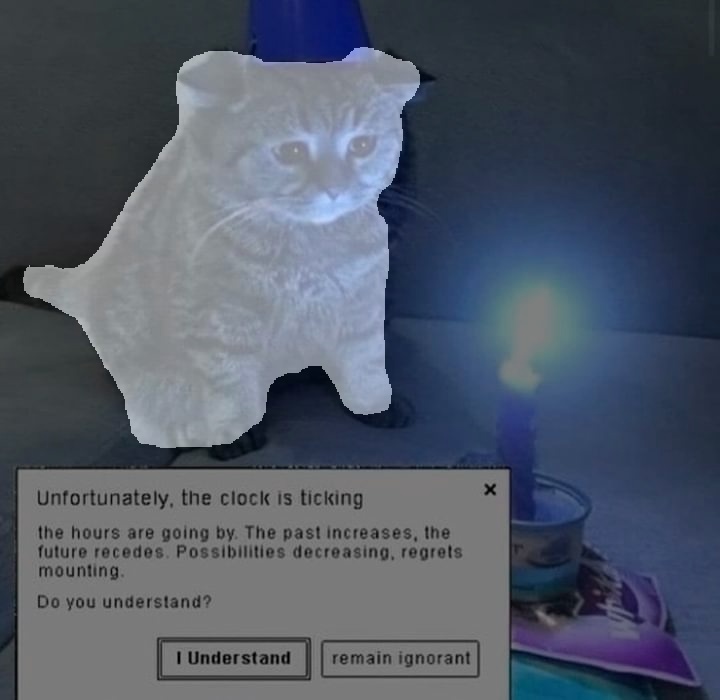 Unfortunately, the clock is ticking
the hours are going by. The past increases, the
future recedes. Possibilities decreasing, regrets
mounting.
Do you understand?
I Understand
remain ignorant